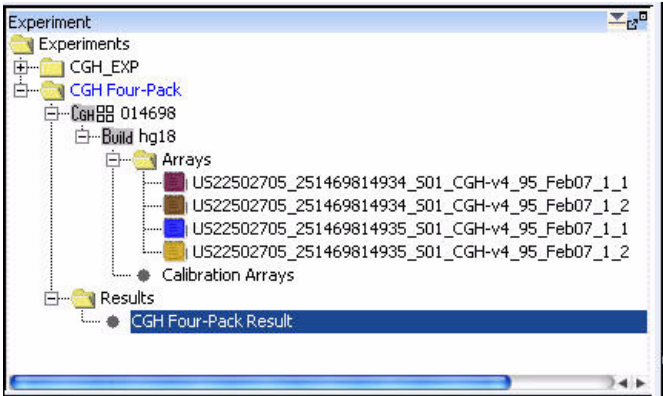 Experiment
Experiments
CGH_EXP
CGH Four-Pack
CGH 014698
Build hg18
Arrays
US22502705_251469814934_S01_CGH-v4_95_Feb07_1_1
US22502705_251469814934_S01_CGH-v4_95_Feb07_1_2
US22502705_251469814935_S01_CGH-v4_95_Feb07_1_1
US22502705_251469814935_S01_CGH-v4_95_Feb07_1_2
Calibration Arrays
Results
CGH Four-Pack Result